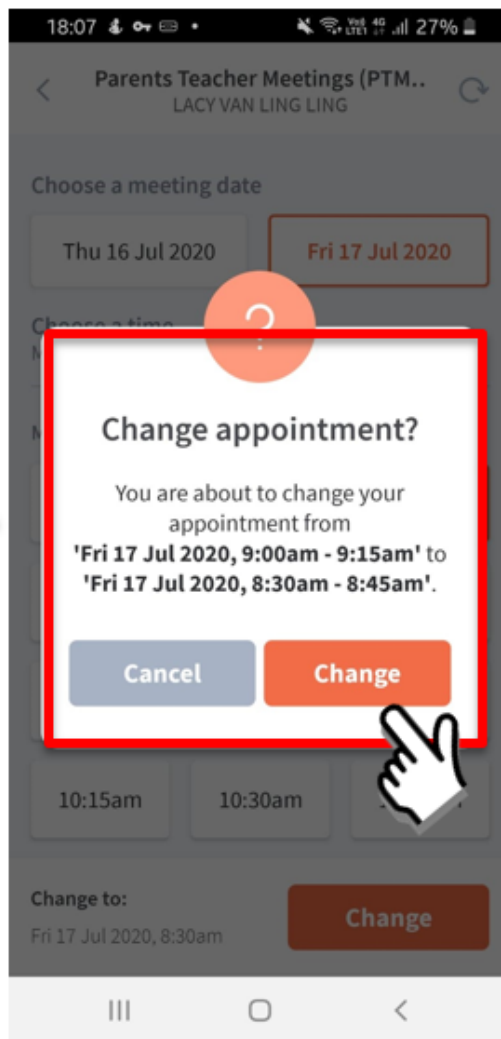 18:07 27%
Parents Teacher Meetings (PTM..
LACY VAN LING LING
Choose a meeting date
Thu 16 Jul 2020 Fri 17 Jul 2020
Choose a time
?
Change appointment?
You are about to change your
appointment from
'Fri 17 Jul 2020, 9:00am - 9:15am' to
'Fri 17 Jul 2020, 8:30am - 8:45am'.
Cancel Change
10:15am 10:30am
Change to:
Fri 17 Jul 2020, 8:30am
Change